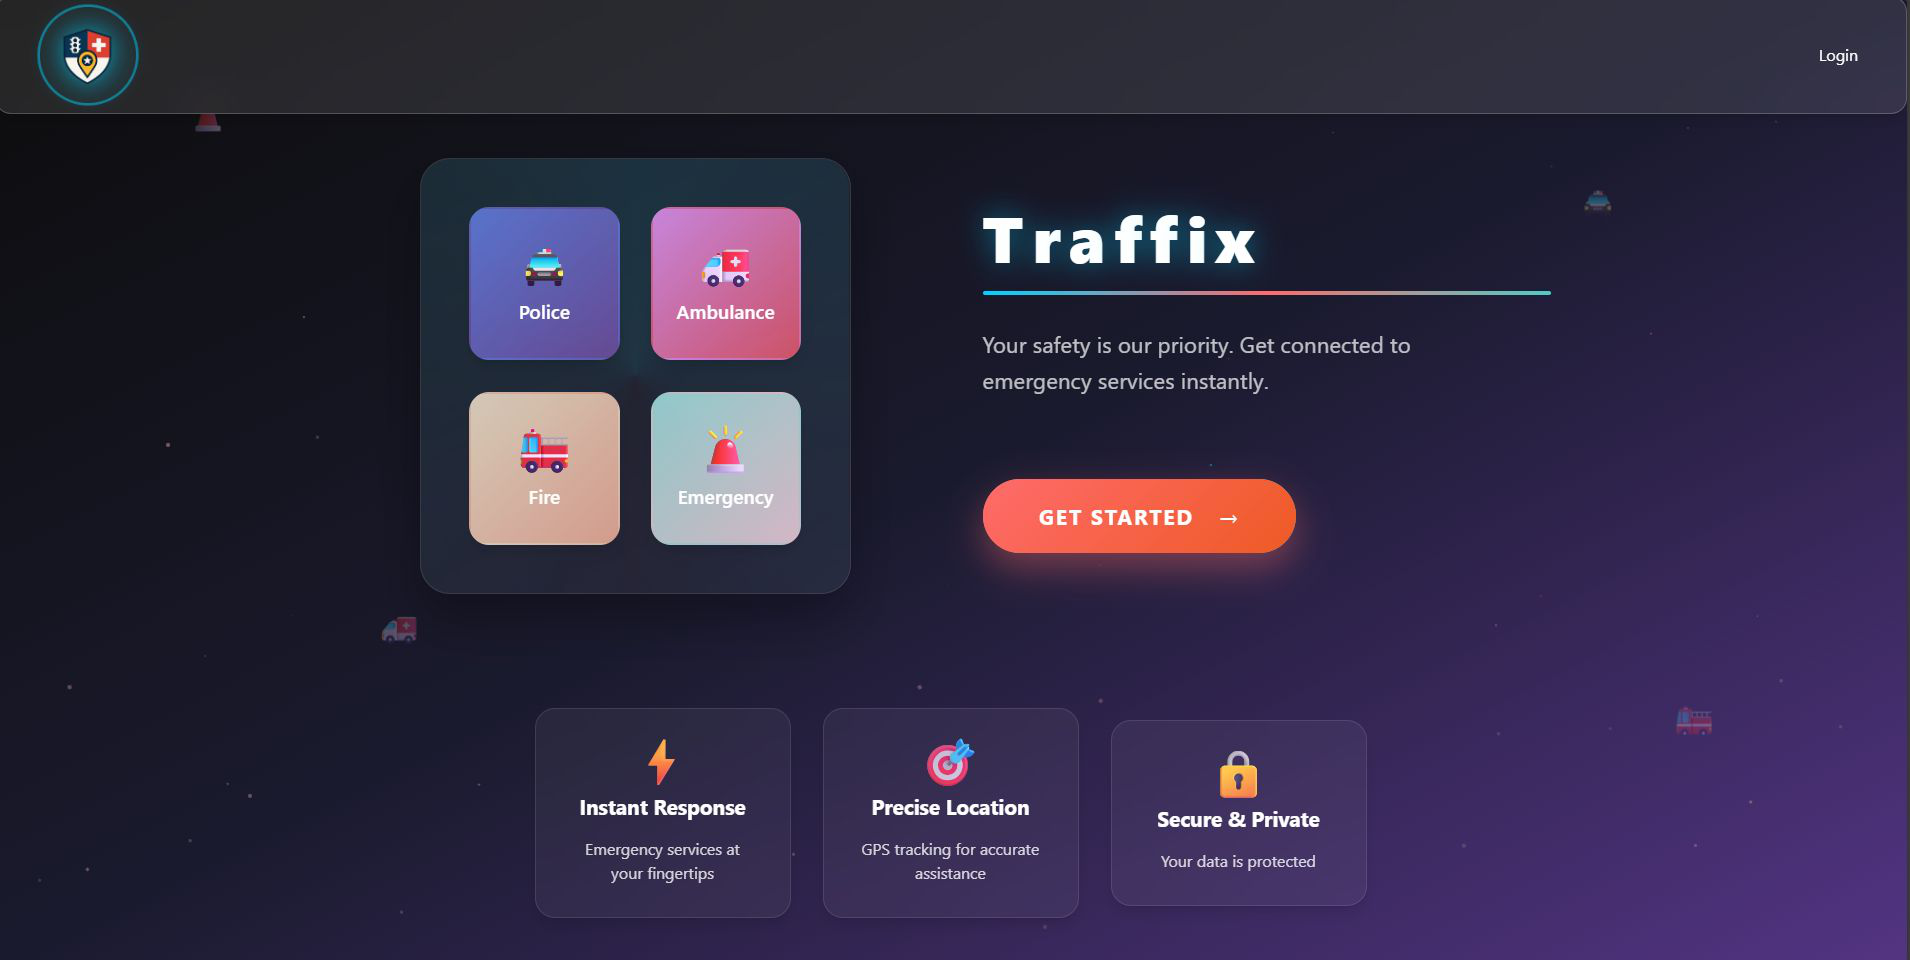 Login
Police
Ambulance
Fire
Emergency
Traffix
Your safety is our priority. Get connected to
emergency services instantly.
GET STARTED →
Instant Response
Emergency services at
your fingertips
Precise Location
GPS tracking for accurate
assistance
Secure & Private
Your data is protected